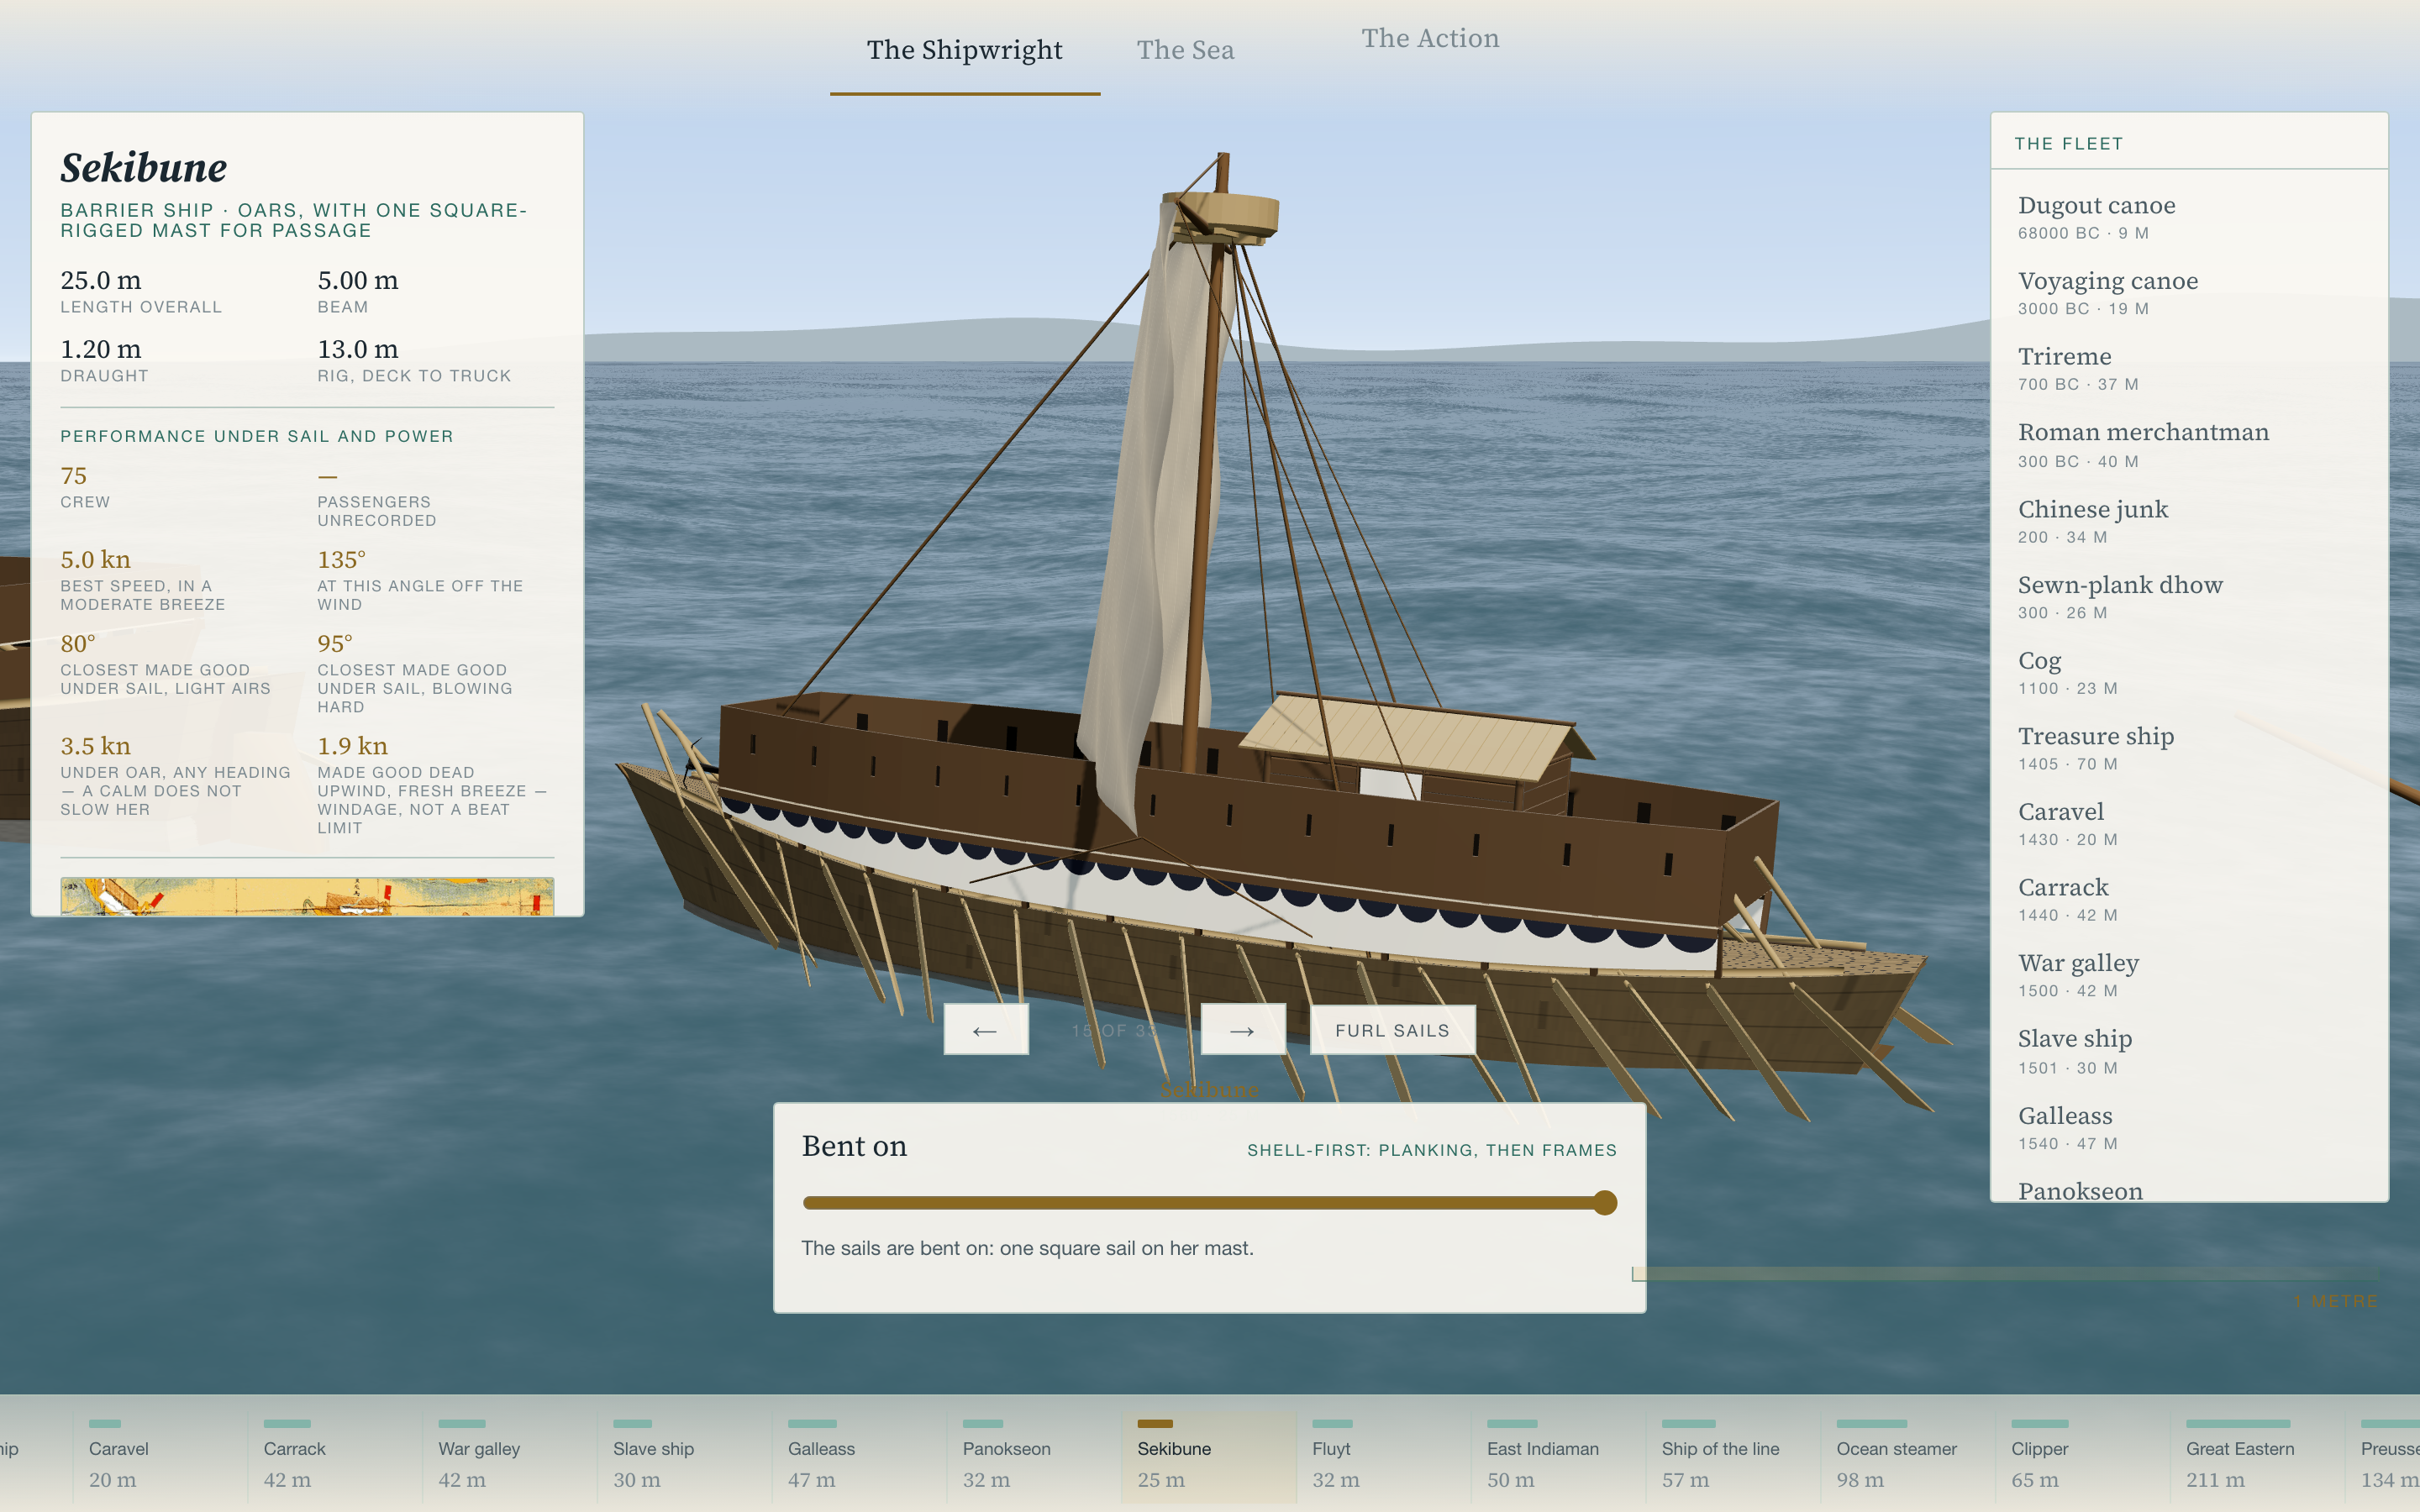 The Shipwright
The Sea
The Action
Sekibune
BARRIER SHIP · OARS, WITH ONE SQUARE-
RIGGED MAST FOR PASSAGE
25.0 m
LENGTH OVERALL
5.00 m
BEAM
1.20 m
DRAUGHT
13.0 m
RIG, DECK TO TRUCK
PERFORMANCE UNDER SAIL AND POWER
75
CREW
—
PASSENGERS
UNRECORDED
5.0 kn
BEST SPEED, IN A
MODERATE BREEZE
135°
AT THIS ANGLE OFF THE
WIND
80°
CLOSEST MADE GOOD
UNDER SAIL, LIGHT AIRS
95°
CLOSEST MADE GOOD
UNDER SAIL, BLOWING
HARD
3.5 kn
UNDER OAR, ANY HEADING
— A CALM DOES NOT
SLOW HER
1.9 kn
MADE GOOD DEAD
UPWIND, FRESH BREEZE —
WINDAGE, NOT A BEAT
LIMIT
THE FLEET
Dugout canoe
68000 BC · 9 M
Voyaging canoe
3000 BC · 19 M
Trireme
700 BC · 37 M
Roman merchantman
300 BC · 40 M
Chinese junk
200 · 34 M
Sewn-plank dhow
300 · 26 M
Cog
1100 · 23 M
Treasure ship
1405 · 70 M
Caravel
1430 · 20 M
Carrack
1440 · 42 M
War galley
1500 · 42 M
Slave ship
1501 · 30 M
Galleass
1540 · 47 M
Panokseon
←
15 OF
→
FURL SAILS
Sekibune
Bent on
SHELL-FIRST: PLANKING, THEN FRAMES
The sails are bent on: one square sail on her mast.
1 METRE
Caravel
20 m
Carrack
42 m
War galley
42 m
Slave ship
30 m
Galleass
47 m
Panokseon
32 m
Sekibune
25 m
Fluyt
32 m
East Indiaman
50 m
Ship of the line
57 m
Ocean steamer
98 m
Clipper
65 m
Great Eastern
211 m
Preusse
134 m